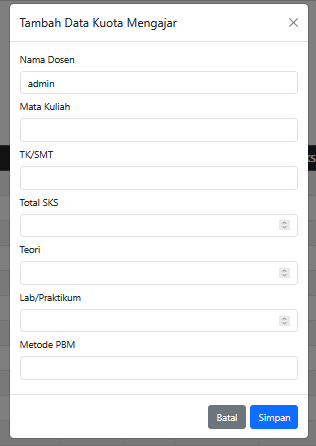 Tambah Data Kuota Mengajar
Nama Dosen
admin
Mata Kuliah
TK/SMT
Total SKS
Teori
Lab/Praktikum
Metode PBM
Batal Simpan